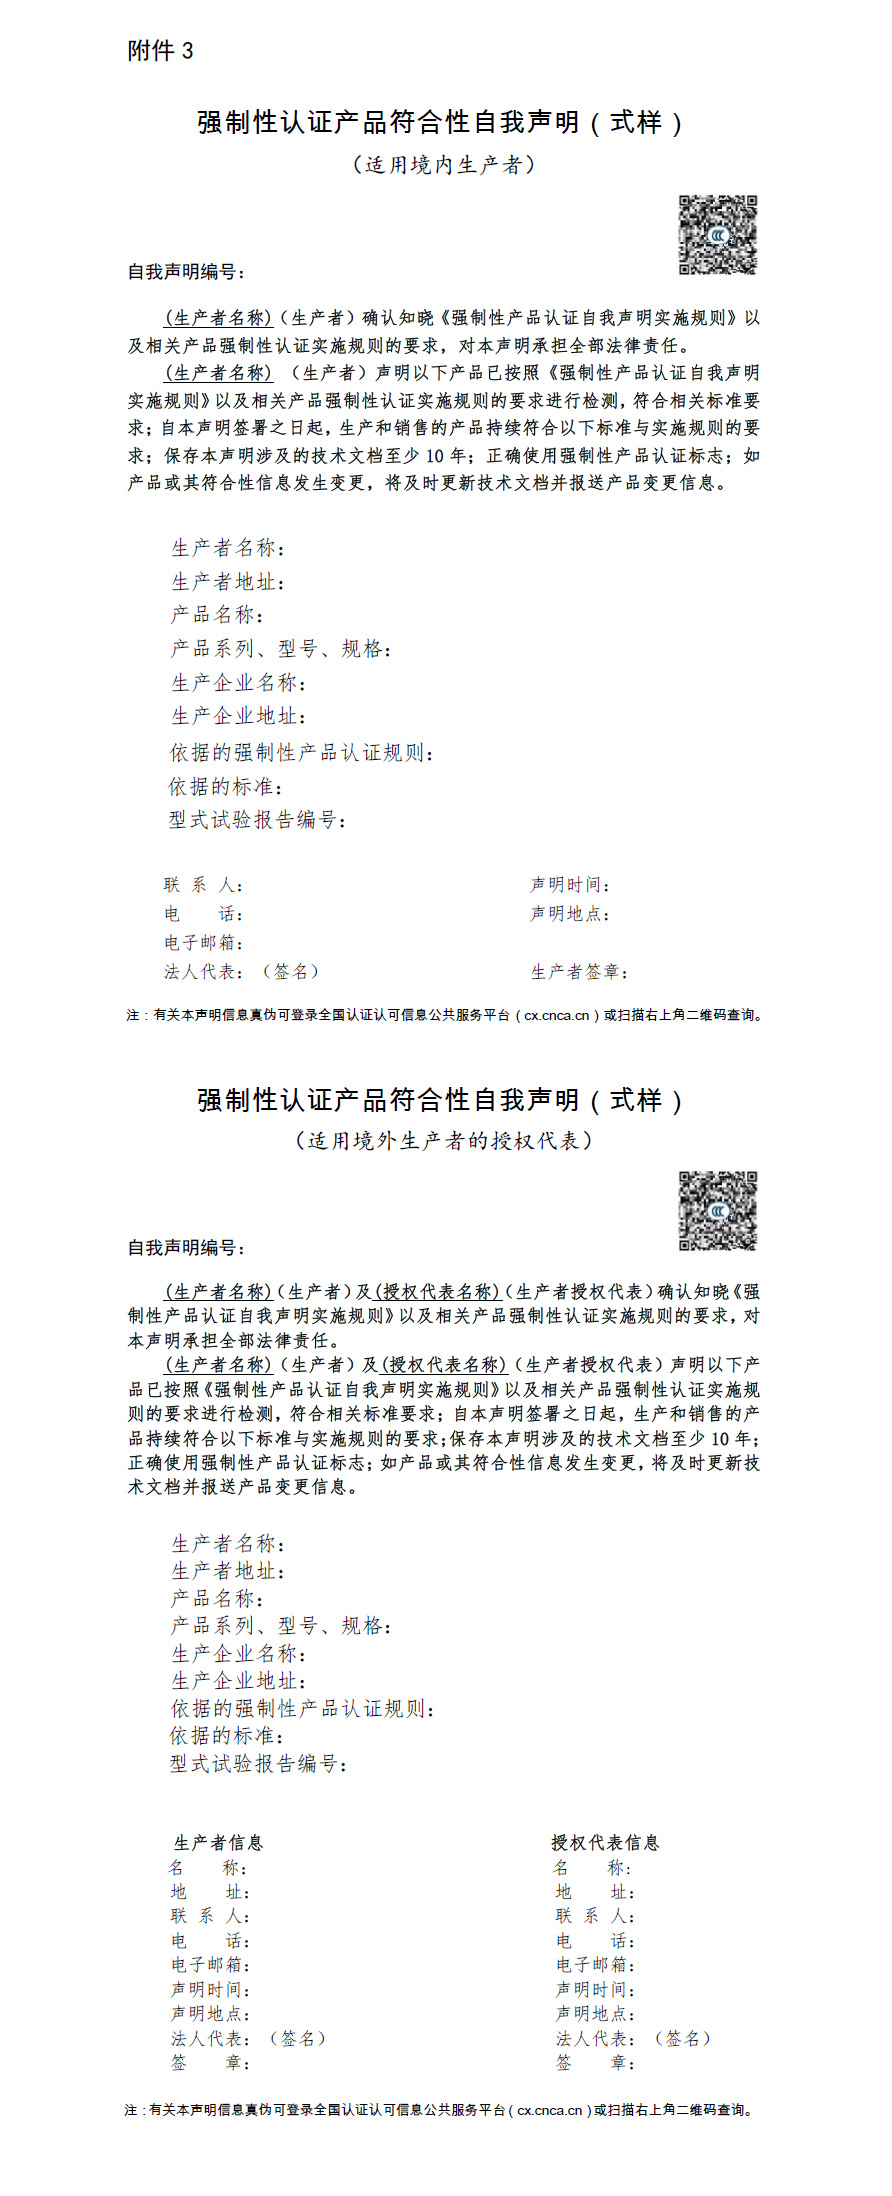 附件 3
强制性认证产品符合性自我声明（式样）
（适用境内生产者）
自我声明编号：
(生产者名称)（生产者）确认知晓《强制性产品认证自我声明实施规则》以
及相关产品强制性认证实施规则的要求，对本声明承担全部法律责任。
(生产者名称) （生产者）声明以下产品已按照《强制性产品认证自我声明
实施规则》以及相关产品强制性认证实施规则的要求进行检测，符合相关标准要
求；自本声明签署之日起，生产和销售的产品持续符合以下标准与实施规则的要
求；保存本声明涉及的技术文档至少 10 年；正确使用强制性产品认证标志；如
产品或其符合性信息发生变更，将及时更新技术文档并报送产品变更信息。
生产者名称：
生产者地址：
产品名称：
产品系列、型号、规格：
生产企业名称：
生产企业地址：
依据的强制性产品认证规则：
依据的标准：
型式试验报告编号：
联 系 人： 声明时间：
电 话： 声明地点：
电子邮箱：
法人代表：（签名） 生产者签章：
注：有关本声明信息真伪可登录全国认证认可信息公共服务平台（cx.cnca.cn）或扫描右上角二维码查询。
强制性认证产品符合性自我声明（式样）
（适用境外生产者的授权代表）
自我声明编号：
(生产者名称)（生产者）及(授权代表名称)（生产者授权代表）确认知晓《强
制性产品认证自我声明实施规则》以及相关产品强制性认证实施规则的要求，对
本声明承担全部法律责任。
(生产者名称)（生产者）及(授权代表名称)（生产者授权代表）声明以下产
品已按照《强制性产品认证自我声明实施规则》以及相关产品强制性认证实施规
则的要求进行检测，符合相关标准要求；自本声明签署之日起，生产和销售的产
品持续符合以下标准与实施规则的要求；保存本声明涉及的技术文档至少 10 年；
正确使用强制性产品认证标志；如产品或其符合性信息发生变更，将及时更新技
术文档并报送产品变更信息。
生产者名称：
生产者地址：
产品名称：
产品系列、型号、规格：
生产企业名称：
生产企业地址：
依据的强制性产品认证规则：
依据的标准：
型式试验报告编号：
生产者信息 授权代表信息
名 称： 名 称：
地 址： 地 址：
联 系 人： 联 系 人：
电 话： 电 话：
电子邮箱： 电子邮箱：
声明时间： 声明时间：
声明地点： 声明地点：
法人代表：（签名） 法人代表：（签名）
签 章： 签 章：
注：有关本声明信息真伪可登录全国认证认可信息公共服务平台（cx.cnca.cn）或扫描右上角二维码查询。